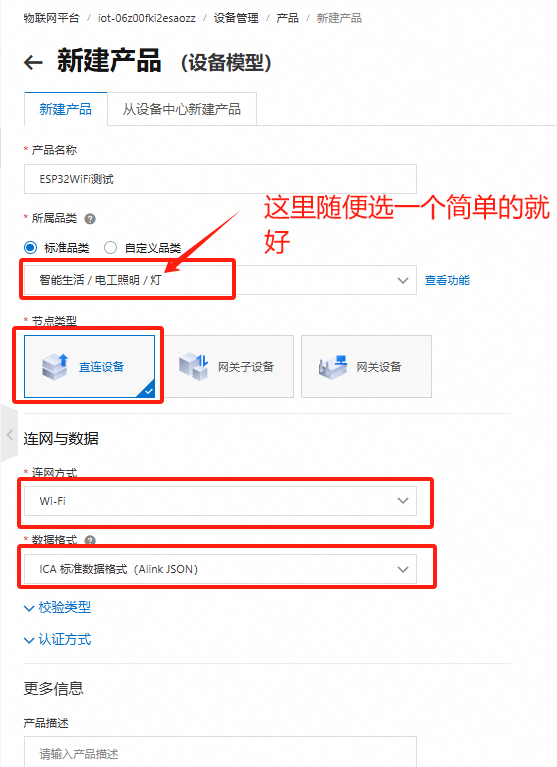 物联网平台 / iot-06z00fki2esaozz / 设备管理 / 产品 / 新建产品
← 新建产品 （设备模型）
新建产品 从设备中心新建产品
* 产品名称
ESP32WiFi测试
这里随便选一个简单的就
好
* 所属品类 ?
标准品类 自定义品类
智能生活 / 电工照明 / 灯 查看功能
* 节点类型
直连设备 网关子设备 网关设备
连网与数据
* 连网方式
Wi-Fi
* 数据格式 ?
ICA 标准数据格式（Alink JSON）
校验类型
认证方式
更多信息
产品描述
请输入产品描述